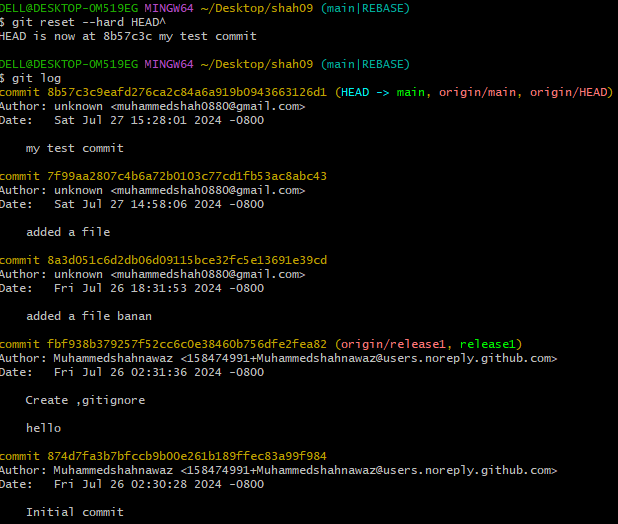 DELL@DESKTOP-OM519EG MINGW64 ~/Desktop/shah09 (main|REBASE)
$ git reset --hard HEAD^
HEAD is now at 8b57c3c my test commit
DELL@DESKTOP-OM519EG MINGW64 ~/Desktop/shah09 (main|REBASE)
$ git log
commit 8b57c3c9eafd276ca2c84a6a919b0943663126d1 (HEAD -> main, origin/main, origin/HEAD)
Author: unknown <muhammedshah0880@gmail.com>
Date:   Sat Jul 27 15:28:01 2024 -0800
my test commit
commit 7f99aa2807c4b6a72b0103c77cd1fb53ac8abc43
Author: unknown <muhammedshah0880@gmail.com>
Date:   Sat Jul 27 14:58:06 2024 -0800
added a file
commit 8a3d051c6d2db06d09115bce32fc5e13691e39cd
Author: unknown <muhammedshah0880@gmail.com>
Date:   Fri Jul 26 18:31:53 2024 -0800
added a file banan
commit fbf938b379257f52cc6c0e38460b756dfe2fea82 (origin/release1, release1)
Author: Muhammedshahnawaz <158474991+Muhammedshahnawaz@users.noreply.github.com>
Date:   Fri Jul 26 02:31:36 2024 -0800
Create ,gitignore
hello
commit 874d7fa3b7bfccb9b00e261b189ffec83a99f984
Author: Muhammedshahnawaz <158474991+Muhammedshahnawaz@users.noreply.github.com>
Date:   Fri Jul 26 02:30:28 2024 -0800
Initial commit